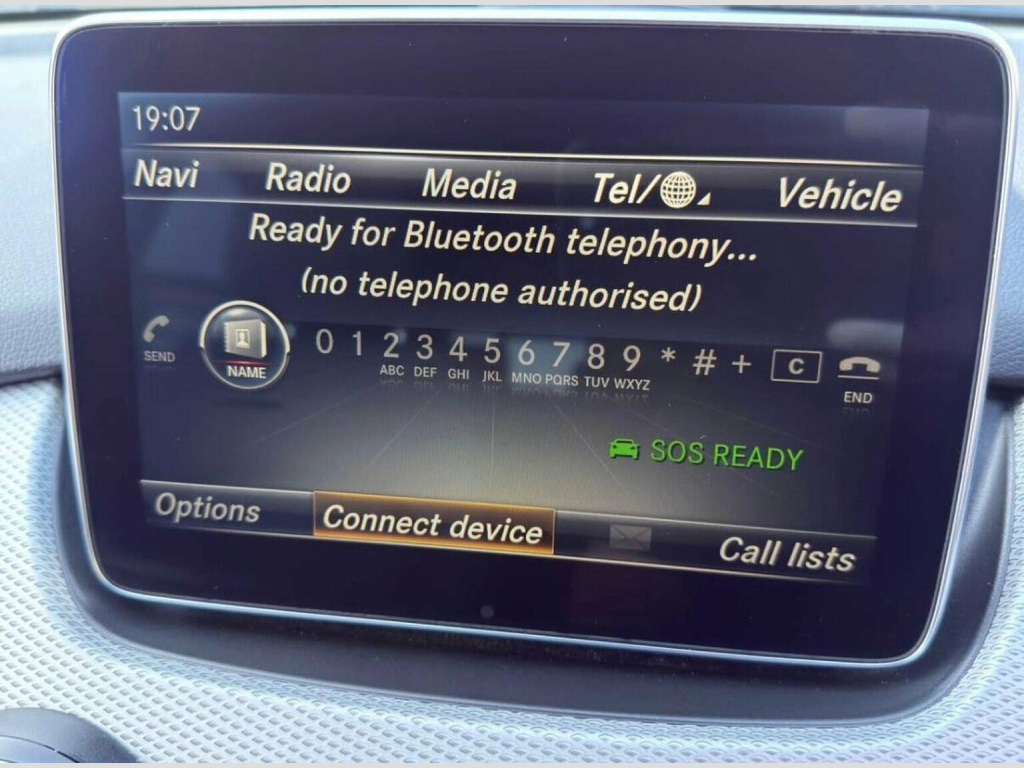 19:07
Navi Radio Media Tel/ Vehicle
Ready for Bluetooth telephony...
(no telephone authorised)
SEND NAME 0 1 2 3 4 5 6 7 8 9 * # + C END
ABC DEF GHI JKL MNO PQRS TUV WXYZ
SOS READY
Options Connect device Call lists